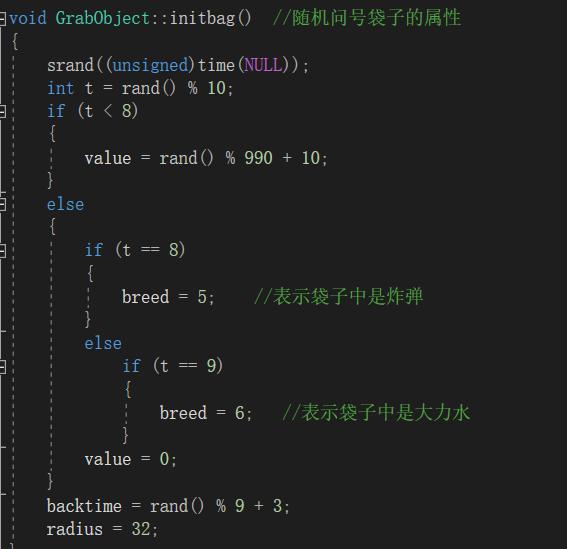 void GrabObject::initbag()  //随机问号袋子的属性
{
    srand((unsigned)time(NULL));
    int t = rand() % 10;
    if (t < 8)
    {
        value = rand() % 990 + 10;
    }
    else
    {
        if (t == 8)
        {
            breed = 5;    //表示袋子中是炸弹
        }
        else
            if (t == 9)
            {
                breed = 6;   //表示袋子中是大力水
            }
        value = 0;
    }
    backtime = rand() % 9 + 3;
    radius = 32;
}